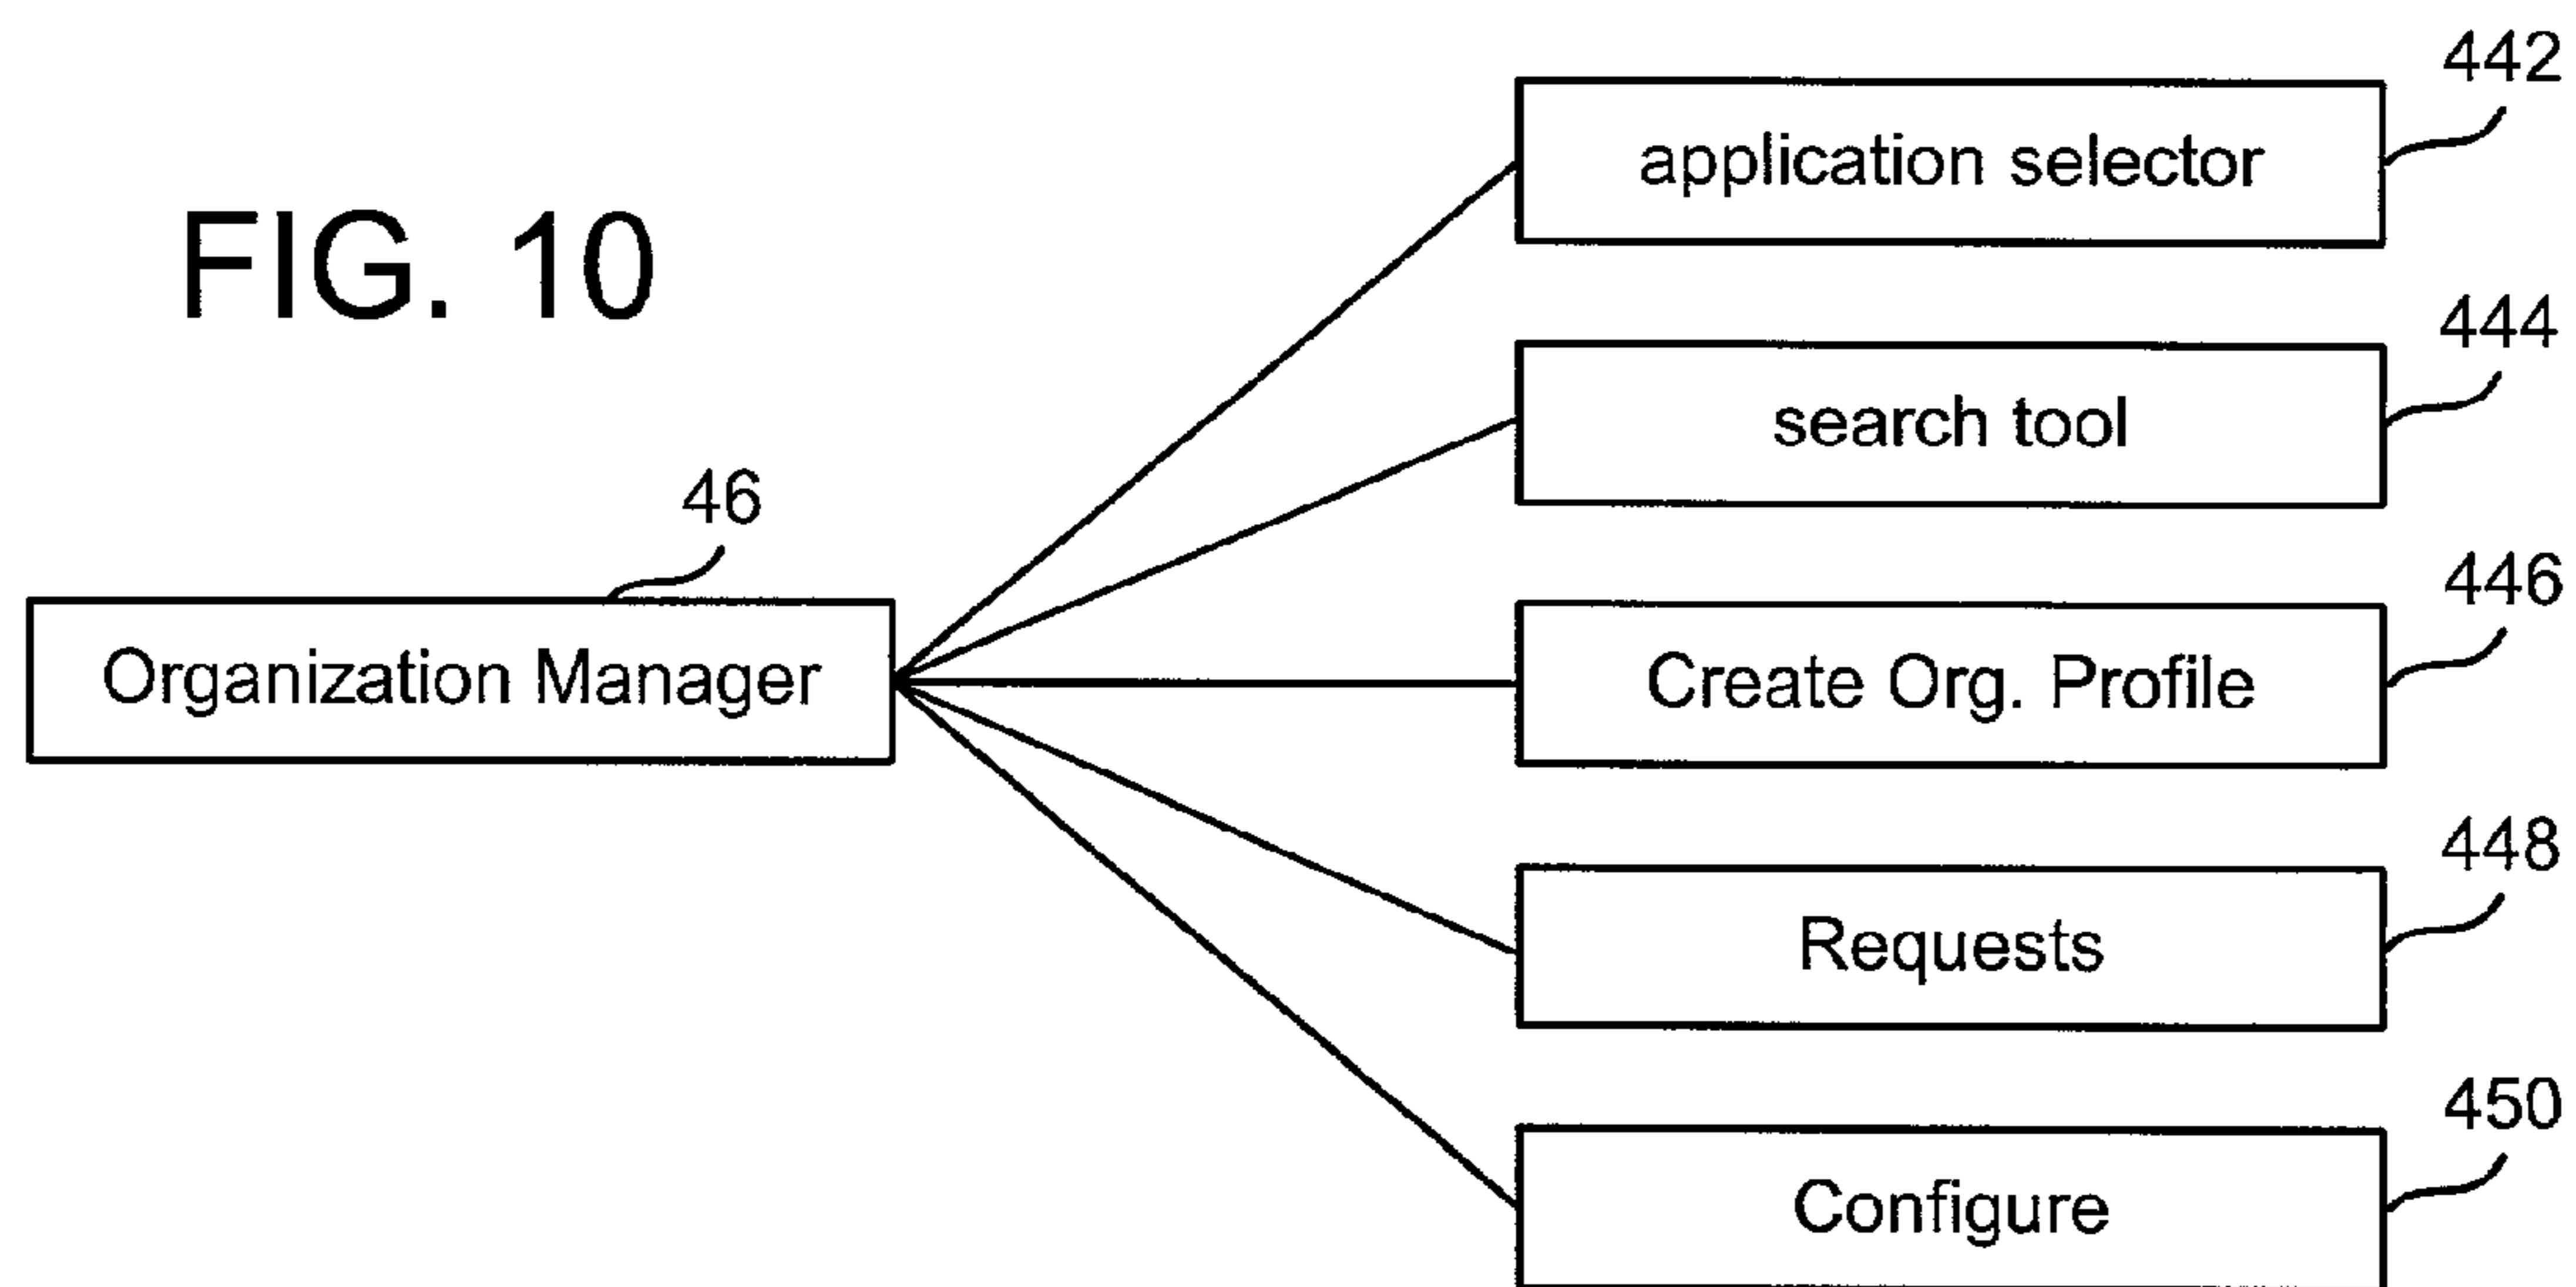 FIG. 10
46
Organization Manager
442
application selector
444
search tool
446
Create Org. Profile
448
Requests
450
Configure